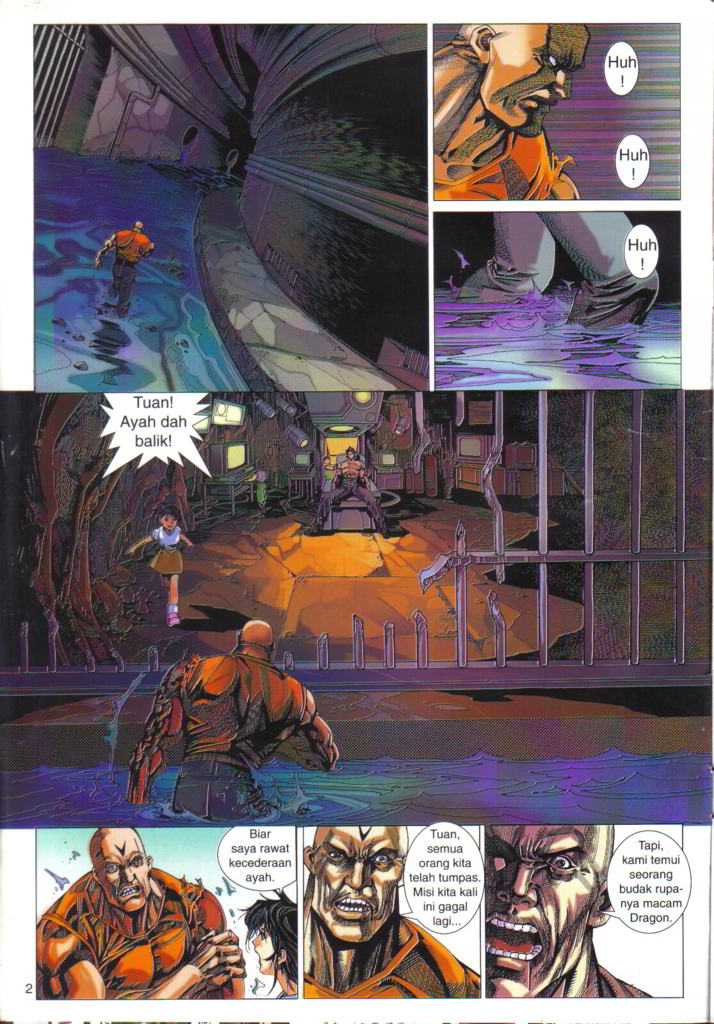 Huh
!
Huh
!
Huh
!
Tuan!
Ayah dah
balik!
Biar
saya rawat
kecederaan
ayah.
Tuan,
semua
orang kita
telah tumpas.
Misi kita kali
ini gagal
lagi...
Tapi,
kami temui
seorang
budak rupa-
nya macam
Dragon.
2